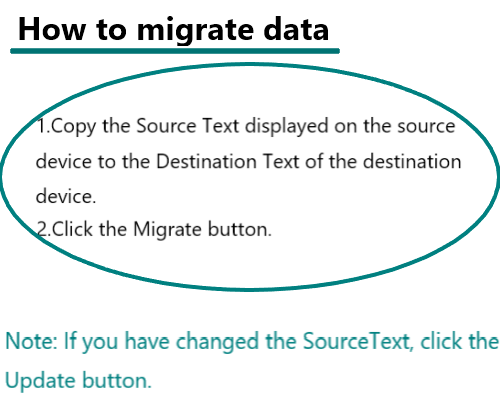 How to migrate data
1.Copy the Source Text displayed on the source
device to the Destination Text of the destination
device.
2.Click the Migrate button.
Note: If you have changed the SourceText, click the
Update button.